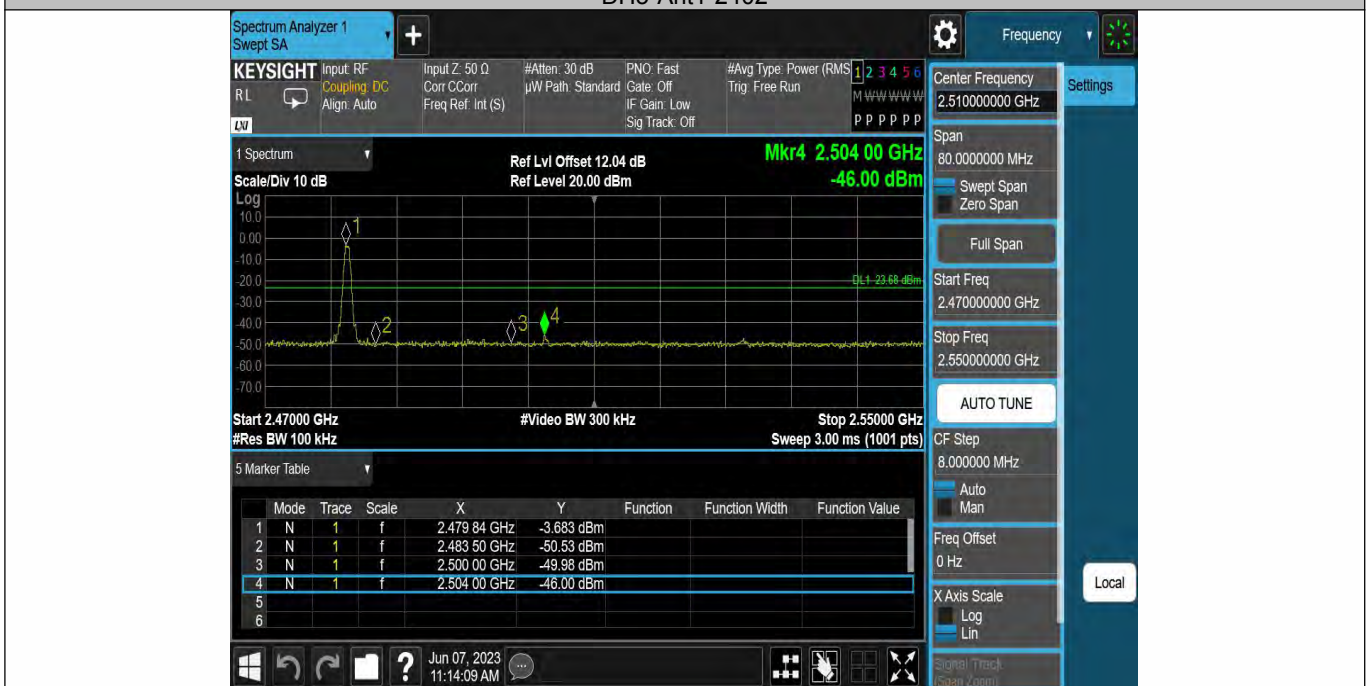 Spectrum Analyzer 1
Swept SA
+
Frequency
KEYSIGHT
RL
LXI
Input: RF
Coupling: DC
Align: Auto
Input Z: 50 Ω
Corr CCorr
Freq Ref: Int (S)
#Atten: 30 dB
µW Path: Standard
PNO: Fast
Gate: Off
IF Gain: Low
Sig Track: Off
#Avg Type: Power (RMS
Trig: Free Run
1 2 3 4 5 6
M W W W W W
P P P P P P
1 Spectrum
Scale/Div 10 dB
Ref Lvl Offset 12.04 dB
Ref Level 20.00 dBm
Mkr4 2.504 00 GHz
-46.00 dBm
Log
10.0
0.00
-10.0
-20.0
-30.0
-40.0
-50.0
-60.0
-70.0
1
2
3
4
DL1 -23.68 dBm
Start 2.47000 GHz
#Video BW 300 kHz
Stop 2.55000 GHz
#Res BW 100 kHz
Sweep 3.00 ms (1001 pts)
5 Marker Table
Mode Trace Scale X Y Function Function Width Function Value
1 N 1 f 2.479 84 GHz -3.683 dBm
2 N 1 f 2.483 50 GHz -50.53 dBm
3 N 1 f 2.500 00 GHz -49.98 dBm
4 N 1 f 2.504 00 GHz -46.00 dBm
5
6
?
Jun 07, 2023
11:14:09 AM
Center Frequency
2.510000000 GHz
Settings
Span
80.0000000 MHz
Swept Span
Zero Span
Full Span
Start Freq
2.470000000 GHz
Stop Freq
2.550000000 GHz
AUTO TUNE
CF Step
8.000000 MHz
Auto
Man
Freq Offset
0 Hz
Local
X Axis Scale
Log
Lin
Signal Track
(Span Zoom)